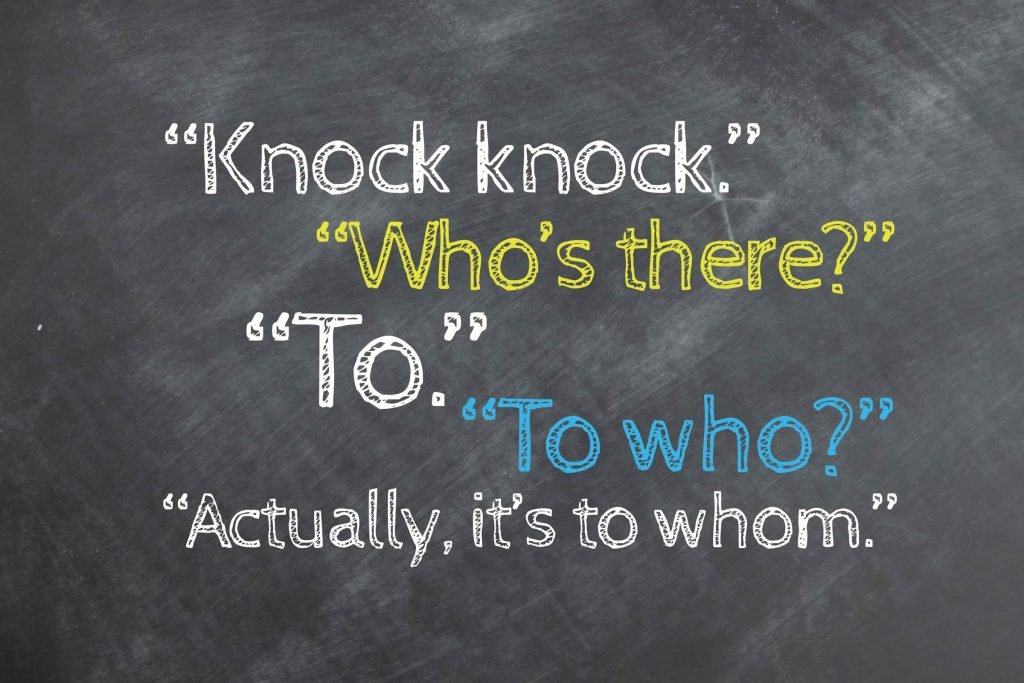 “Knock knock.”
“Who’s there?”
“To.”
“To who?”
“Actually, it’s to whom.”